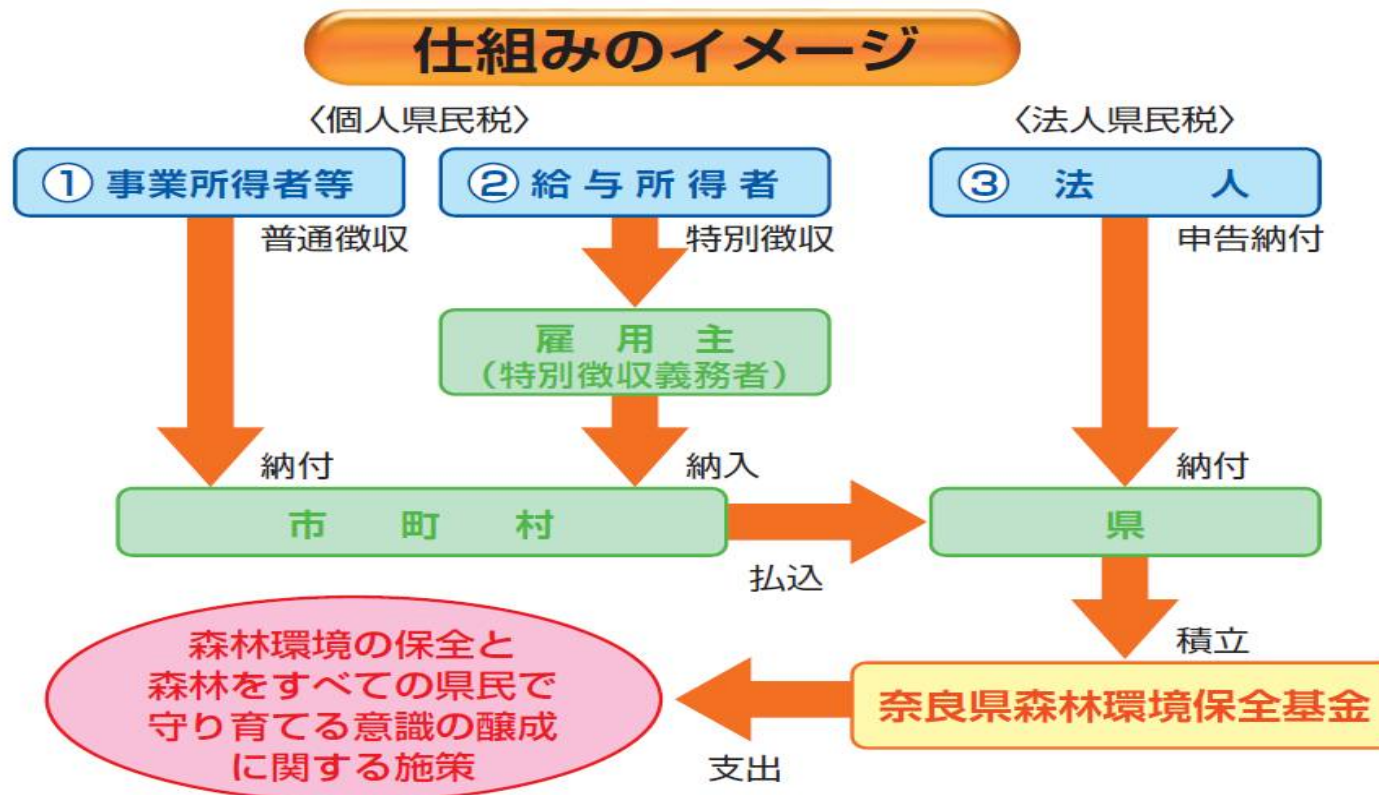 仕組みのイメージ
〈個人県民税〉
〈法人県民税〉
① 事業所得者等
② 給与所得者
③ 法人
普通徴収
特別徴収
申告納付
雇用主
（特別徴収義務者）
納付
納入
納付
市町村
県
払込
積立
森林環境の保全と
森林をすべての県民で
守り育てる意識の醸成
に関する施策
奈良県森林環境保全基金
支出